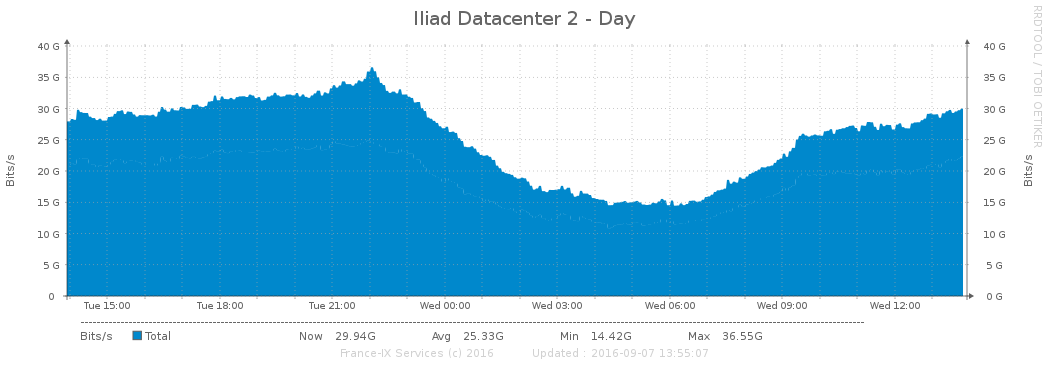 Iliad Datacenter 2 - Day
RRDTOOL / TOBI OETIKER
Bits/s
40 G 40 G
35 G 35 G
30 G 30 G
25 G 25 G
20 G 20 G
15 G 15 G
10 G 10 G
5 G 5 G
0 0 G
Bits/s
Tue 15:00 Tue 18:00 Tue 21:00 Wed 00:00 Wed 03:00 Wed 06:00 Wed 09:00 Wed 12:00
Bits/s Total Now 29.94G Avg 25.33G Min 14.42G Max 36.55G
France-IX Services (c) 2016 Updated : 2016-09-07 13:55:07